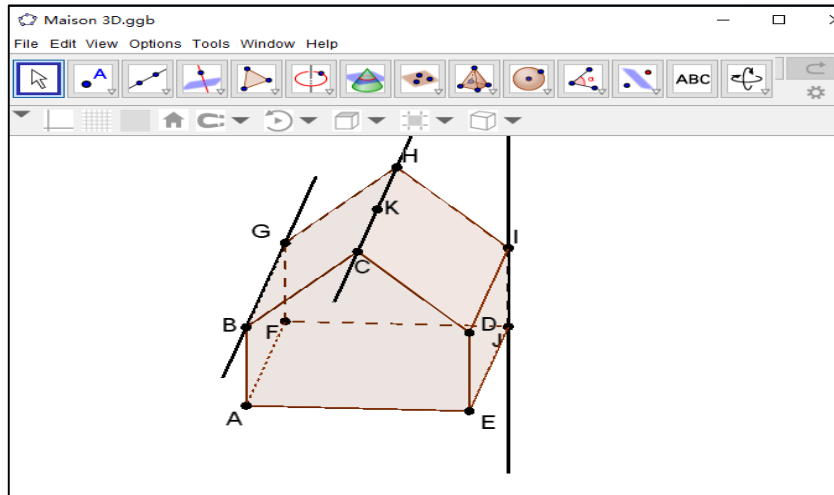 Maison 3D.ggb
File Edit View Options Tools Window Help
A
α
ABC
H
K
G
I
C
B
F
D
J
A
E